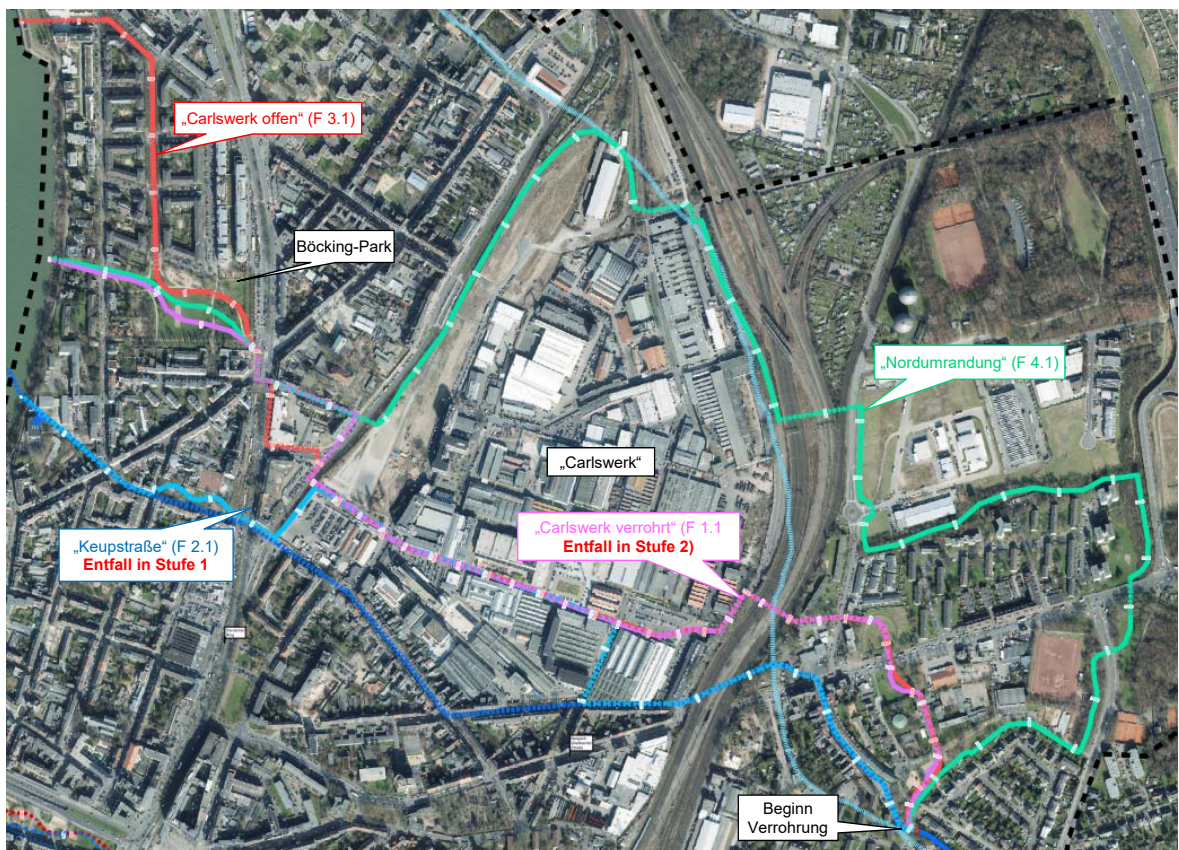 „Carlswerk offen“ (F 3.1)
Böcking-Park
„Nordumrandung“ (F 4.1)
„Carlswerk“
„Carlswerk verrohrt“ (F 1.1
Entfall in Stufe 2)
„Keupstraße“ (F 2.1)
Entfall in Stufe 1
Beginn
Verrohrung